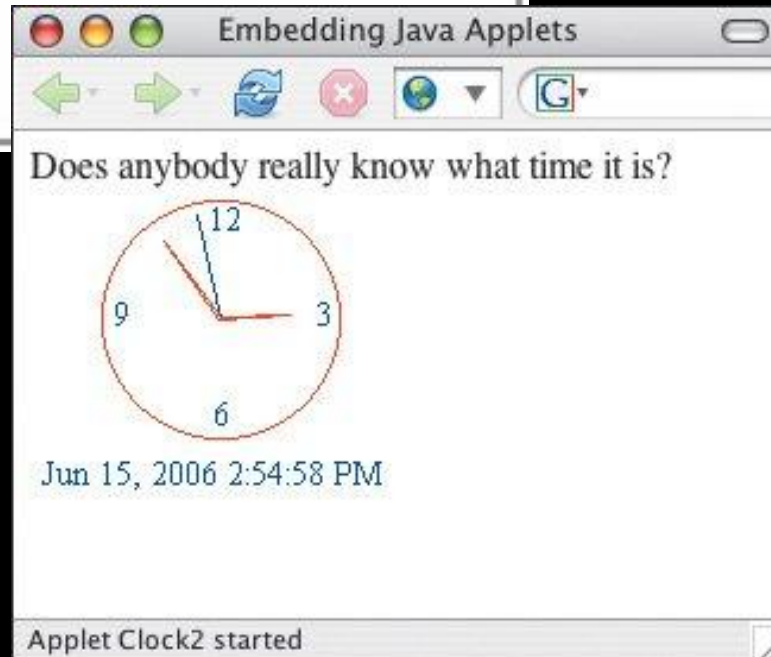 Embedding Java Applets
G
Does anybody really know what time it is?
12
9 3
6
Jun 15, 2006 2:54:58 PM
Applet Clock2 started